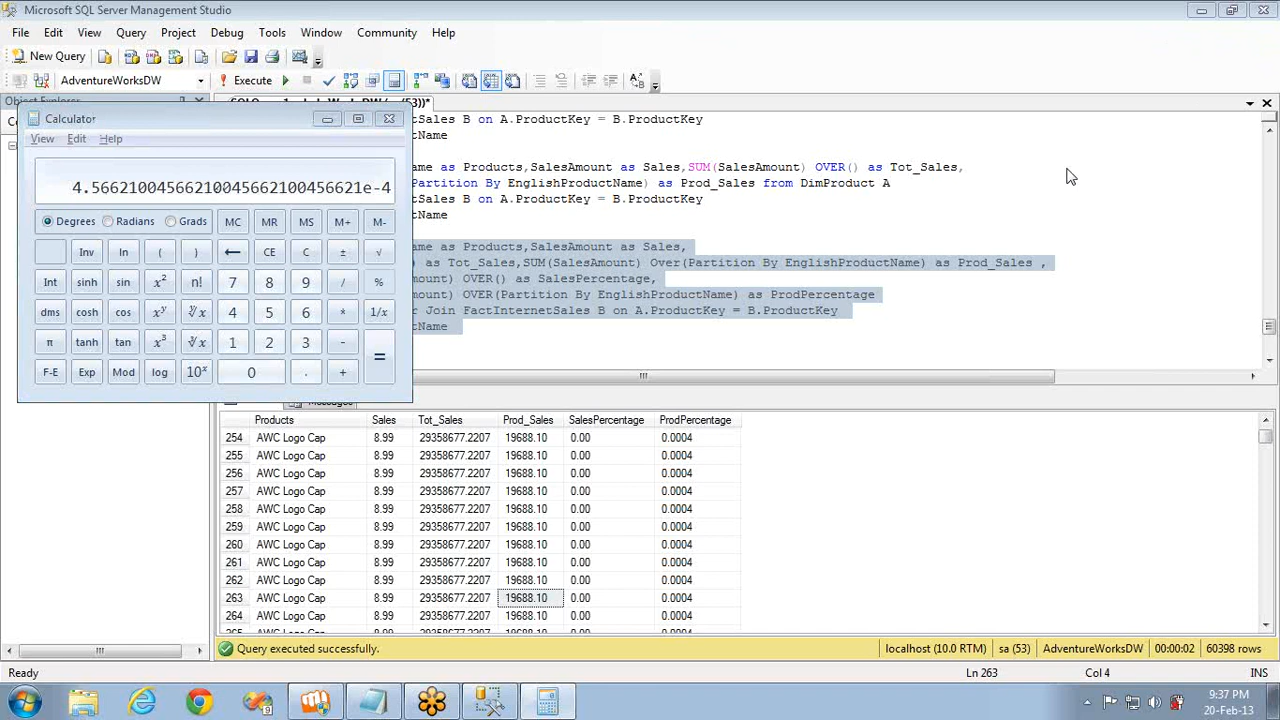 Microsoft SQL Server Management Studio
File Edit View Query Project Debug Tools Window Community Help
New Query
AdventureWorksDW
Execute
Calculator
View Edit Help
4.5662100456621004566210045662​1e-4
Degrees Radians Grads MC MR MS M+ M-
Inv ln ( ) ← CE C ± √
Int sinh sin x² n! 7 8 9 / %
dms cosh cos xʸ ʸ√x 4 5 6 * 1/x
π tanh tan x³ ³√x 1 2 3 - =
F-E Exp Mod log 10ˣ 0 . +
Sales B on A.ProductKey = B.ProductKey
Name
ame as Products,SalesAmount as Sales,SUM(SalesAmount) OVER() as Tot_Sales,
(Partition By EnglishProductName) as Prod_Sales from DimProduct A
tSales B on A.ProductKey = B.ProductKey
tName
ame as Products,SalesAmount as Sales,
) as Tot_Sales,SUM(SalesAmount) Over(Partition By EnglishProductName) as Prod_Sales ,
mount) OVER() as SalesPercentage,
mount) OVER(Partition By EnglishProductName) as ProdPercentage
r Join FactInternetSales B on A.ProductKey = B.ProductKey
tName
Products Sales Tot_Sales Prod_Sales SalesPercentage ProdPercentage
254 AWC Logo Cap 8.99 29358677.2207 19688.10 0.00 0.0004
255 AWC Logo Cap 8.99 29358677.2207 19688.10 0.00 0.0004
256 AWC Logo Cap 8.99 29358677.2207 19688.10 0.00 0.0004
257 AWC Logo Cap 8.99 29358677.2207 19688.10 0.00 0.0004
258 AWC Logo Cap 8.99 29358677.2207 19688.10 0.00 0.0004
259 AWC Logo Cap 8.99 29358677.2207 19688.10 0.00 0.0004
260 AWC Logo Cap 8.99 29358677.2207 19688.10 0.00 0.0004
261 AWC Logo Cap 8.99 29358677.2207 19688.10 0.00 0.0004
262 AWC Logo Cap 8.99 29358677.2207 19688.10 0.00 0.0004
263 AWC Logo Cap 8.99 29358677.2207 19688.10 0.00 0.0004
264 AWC Logo Cap 8.99 29358677.2207 19688.10 0.00 0.0004
Query executed successfully. localhost (10.0 RTM) sa (53) AdventureWorksDW 00:00:02 60398 rows
Ready Ln 263 Col 4 INS
9:37 PM
20-Feb-13